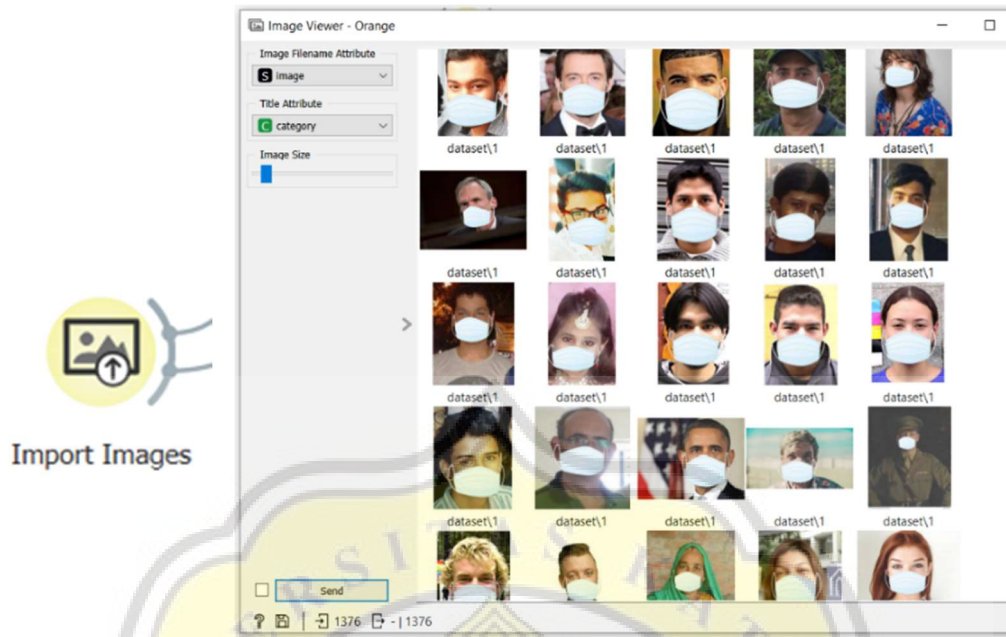 Image Viewer - Orange
Image Filename Attribute
S image
Title Attribute
C category
Image Size
dataset\1 dataset\1 dataset\1 dataset\1 dataset\1
dataset\1 dataset\1 dataset\1 dataset\1 dataset\1
dataset\1 dataset\1 dataset\1 dataset\1 dataset\1
dataset\1 dataset\1 dataset\1 dataset\1 dataset\1
>
Import Images
Send
? 1376 - | 1376